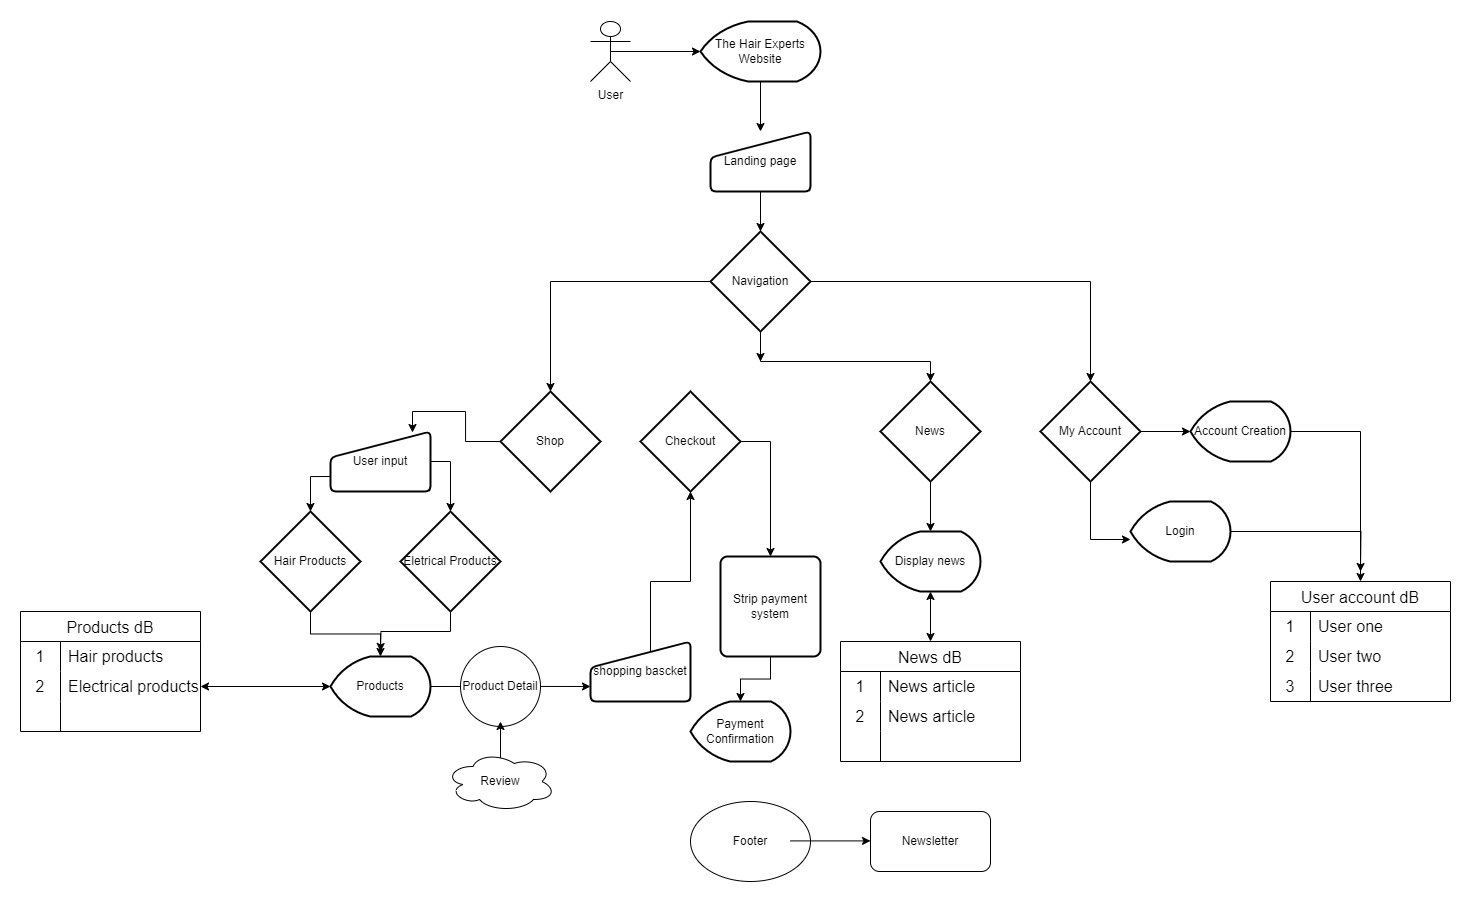 The Hair Experts
Website
User
Landing page
Navigation
Shop
Checkout
News
My Account
Account Creation
User input
Login
Hair Products
Eletrical Products
Display news
Strip payment
system
User account dB
1 User one
2 User two
3 User three
Products dB
1 Hair products
2 Electrical products
Products
Product Detail
shopping bascket
News dB
1 News article
2 News article
Payment
Confirmation
Review
Footer
Newsletter